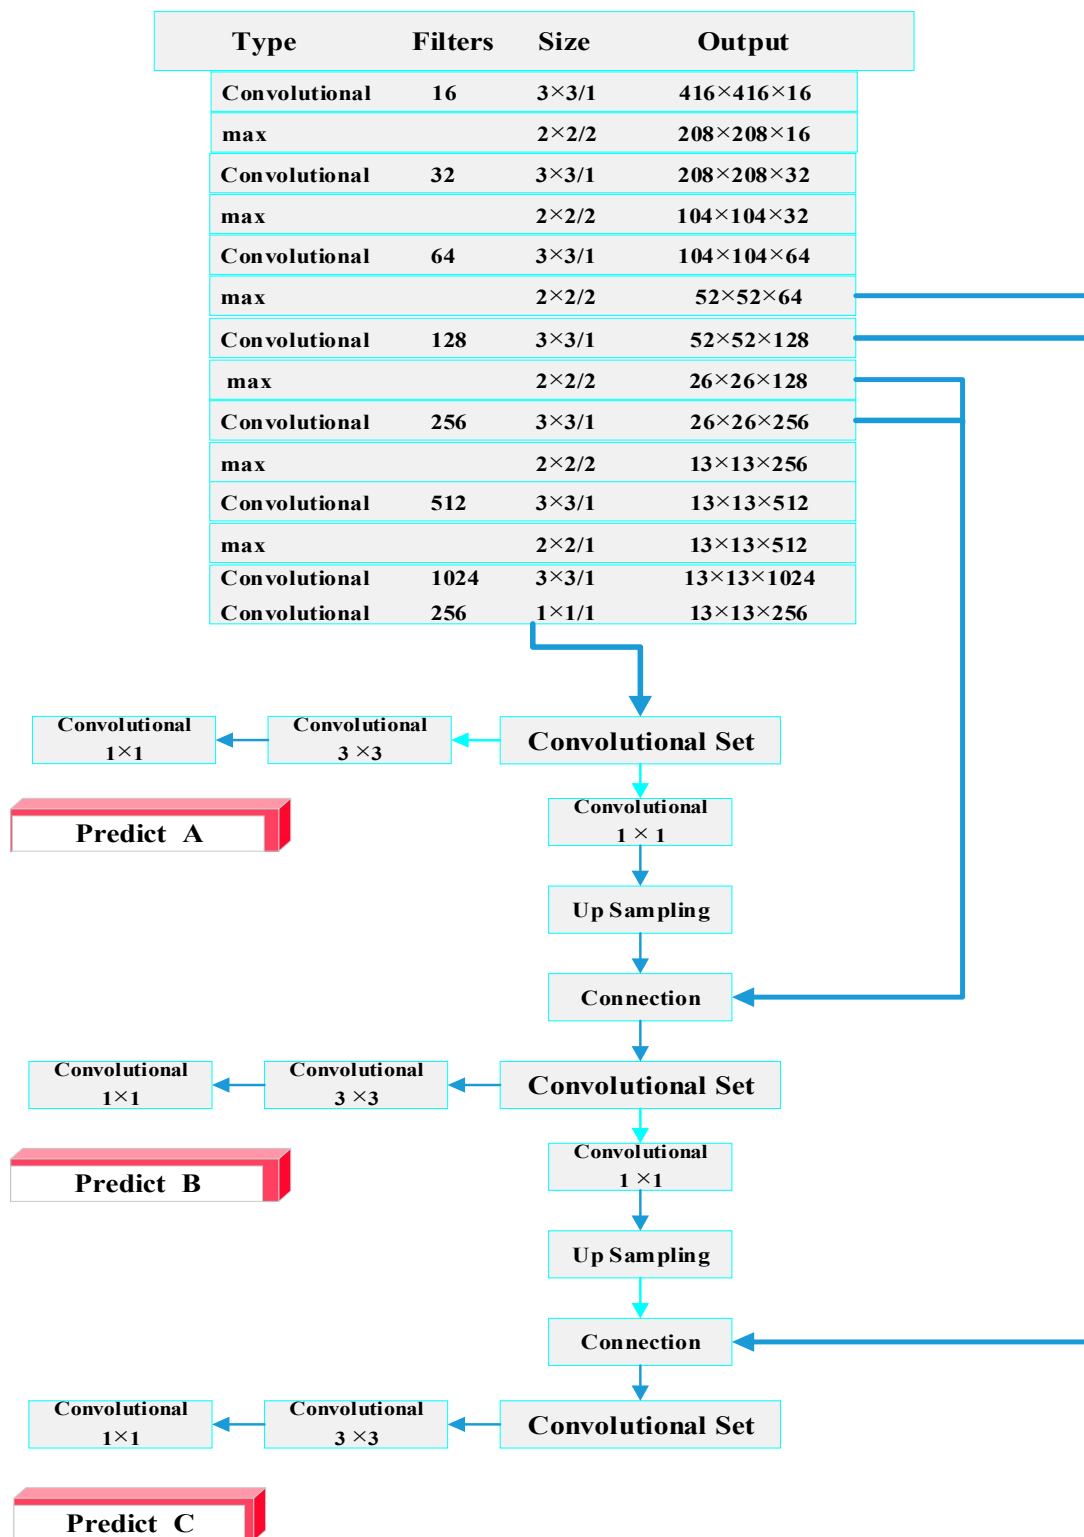 Type Filters Size Output
Convolutional 16 3×3/1 416×416×16
max 2×2/2 208×208×16
Convolutional 32 3×3/1 208×208×32
max 2×2/2 104×104×32
Convolutional 64 3×3/1 104×104×64
max 2×2/2 52×52×64
Convolutional 128 3×3/1 52×52×128
max 2×2/2 26×26×128
Convolutional 256 3×3/1 26×26×256
max 2×2/2 13×13×256
Convolutional 512 3×3/1 13×13×512
max 2×2/1 13×13×512
Convolutional 1024 3×3/1 13×13×1024
Convolutional 256 1×1/1 13×13×256
Convolutional
1×1
Convolutional
3 ×3
Convolutional Set
Predict A
Convolutional
1 × 1
Up Sampling
Connection
Convolutional
1×1
Convolutional
3 ×3
Convolutional Set
Predict B
Convolutional
1 ×1
Up Sampling
Connection
Convolutional
1×1
Convolutional
3 ×3
Convolutional Set
Predict C